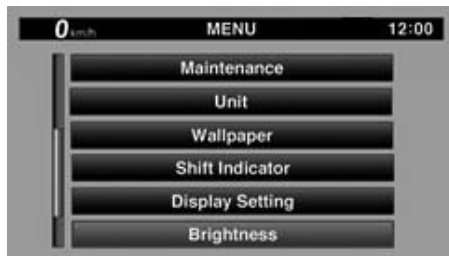 0 km/h MENU 12:00
Maintenance
Unit
Wallpaper
Shift Indicator
Display Setting
Brightness